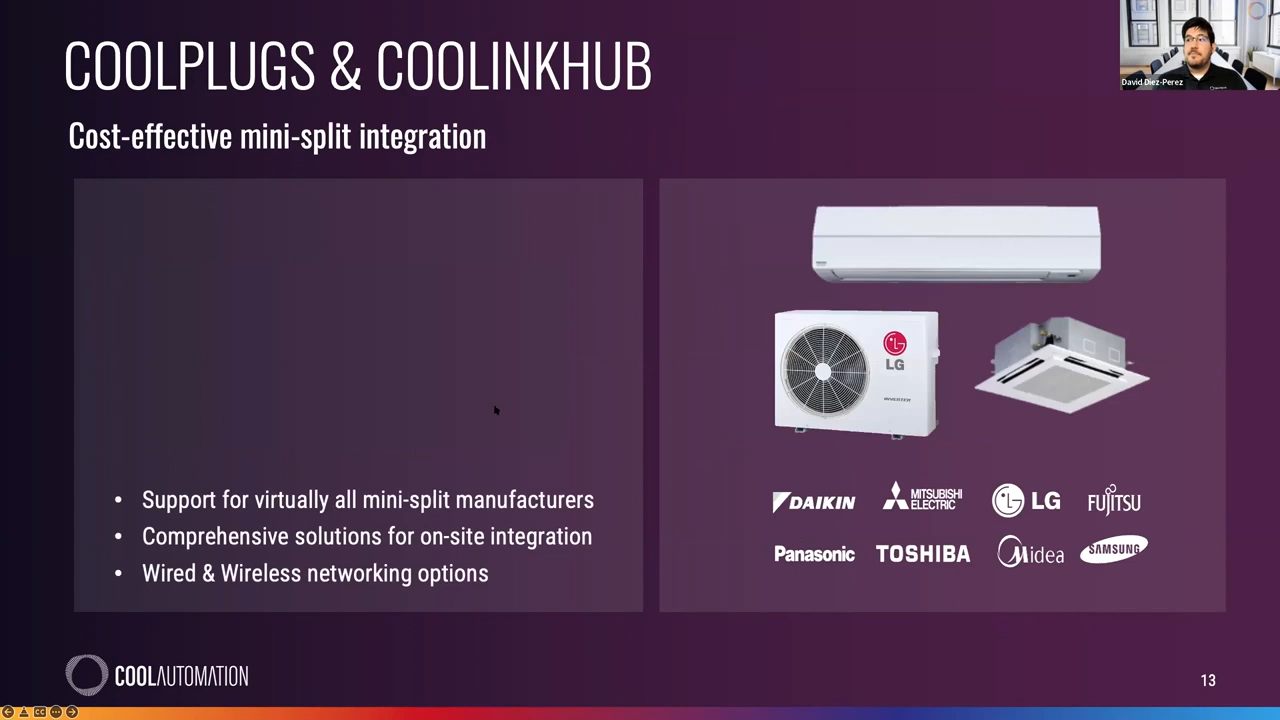 COOLPLUGS & COOLINKHUB
David Diez-Perez
Cost-effective mini-split integration
LG
INVERTER
• Support for virtually all mini-split manufacturers
• Comprehensive solutions for on-site integration
• Wired & Wireless networking options
DAIKIN
MITSUBISHI
ELECTRIC
LG
FUJITSU
Panasonic
TOSHIBA
Midea
SAMSUNG
COOLAUTOMATION
13
CC